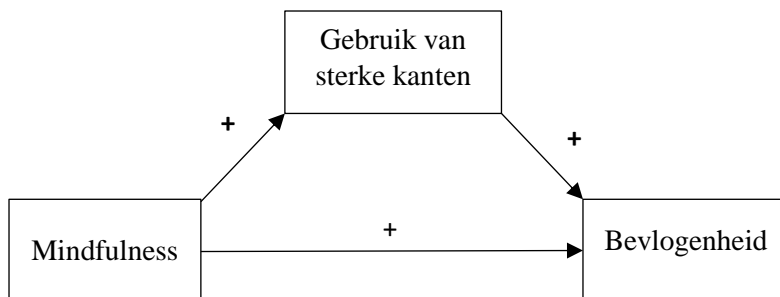 Gebruik van
sterke kanten
+
+
+
Mindfulness
Bevlogenheid